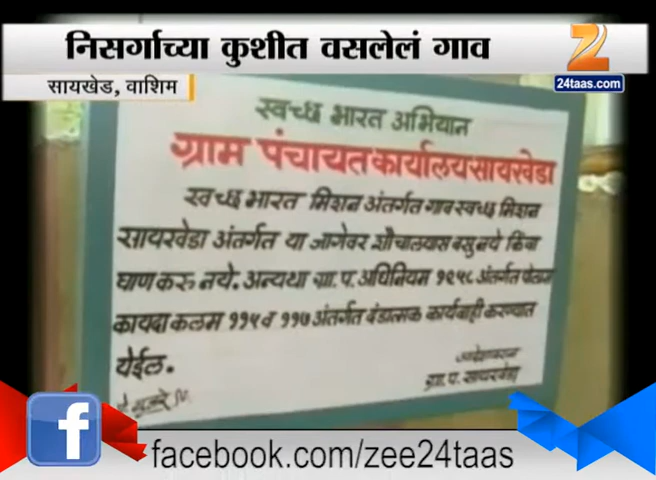 निसर्गाच्या कुशीत वसलेलं गाव
सायखेड, वाशिम
24taas.com
स्वच्छ भारत अभियान
ग्राम पंचायत कार्यालय सायखेडा
स्वच्छ भारत मिशन अंतर्गत गाव स्वच्छ मिशन
सायखेडा अंतर्गत या जागेवर शौचालयास बसु नये किंवा
घाण करु नये. अन्यथा ग्रा.प. अधिनियम १९५८ अंतर्गत
कायदा कलम ११५ व ११७ अंतर्गत दंडात्मक कार्यवाही करण्यात
येईल.
आदेशावरुन
ग्रा.प. सायखेडा
facebook.com/zee24taas